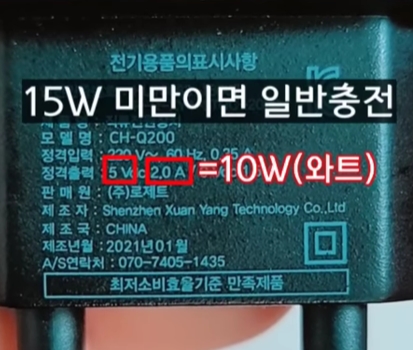 전기용품의표시사항
15W 미만이면 일반충전
모 델 명 : CH-Q200
정격입력 : 220 V~, 60 Hz, 0.25 A
정격출력 : 5 V 2.0 A =10W(와트)
판 매 원 : (주)로제트
제 조 자 : Shenzhen Xuan Yang Technology Co.,Ltd
제 조 국 : CHINA
제조년월 : 2021년01월
A/S연락처 : 070-7405-1435
최저소비효율기준 만족제품